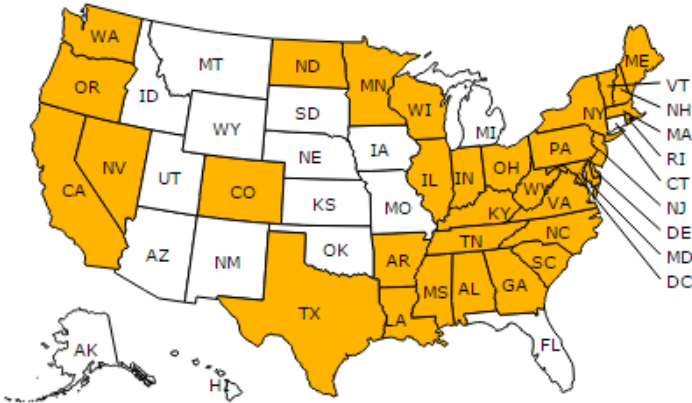 WA
MT
ND
MN
ME
VT
OR
ID
SD
WI
NY
NH
WY
MI
MA
NE
IA
PA
RI
NV
IL
IN
OH
CT
CA
UT
CO
KS
MO
KY
WV
VA
NJ
DE
AZ
NM
OK
AR
TN
NC
MD
SC
DC
TX
LA
MS
AL
GA
AK
HI
FL